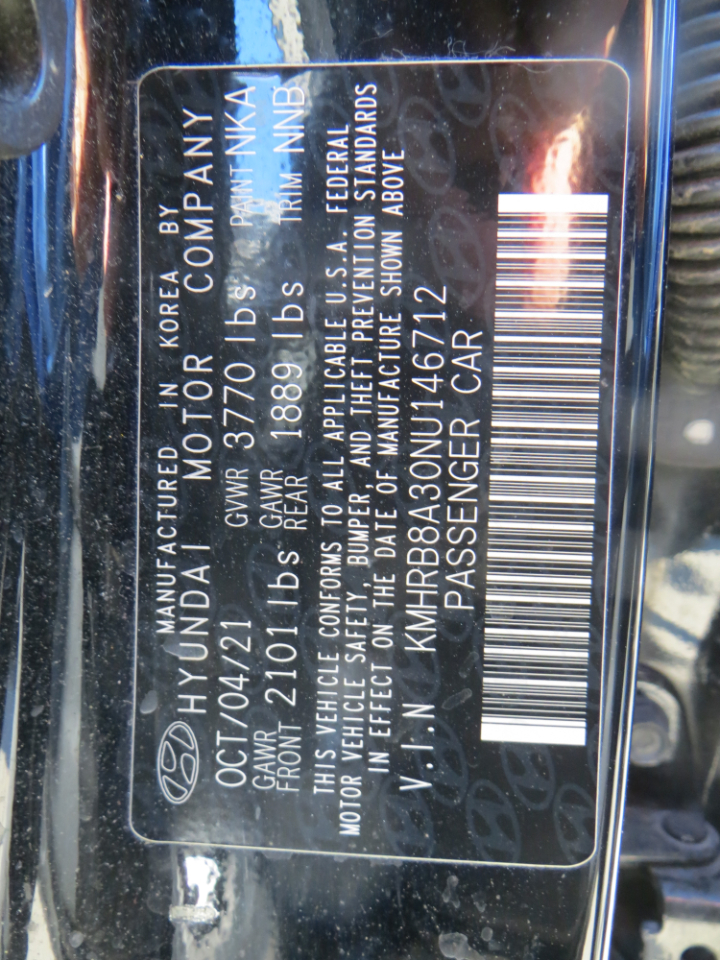 MANUFACTURED IN KOREA BY
HYUNDAI MOTOR COMPANY
OCT/04/21 GVWR 3770 lbs PAINT NKA
GAWR FRONT 2101 lbs GAWR REAR 1889 lbs TRIM NNB
THIS VEHICLE CONFORMS TO ALL APPLICABLE U.S.A. FEDERAL
MOTOR VEHICLE SAFETY, BUMPER, AND THEFT PREVENTION STANDARDS
IN EFFECT ON THE DATE OF MANUFACTURE SHOWN ABOVE
V.I.N KMHRB8A30NU146712
PASSENGER CAR